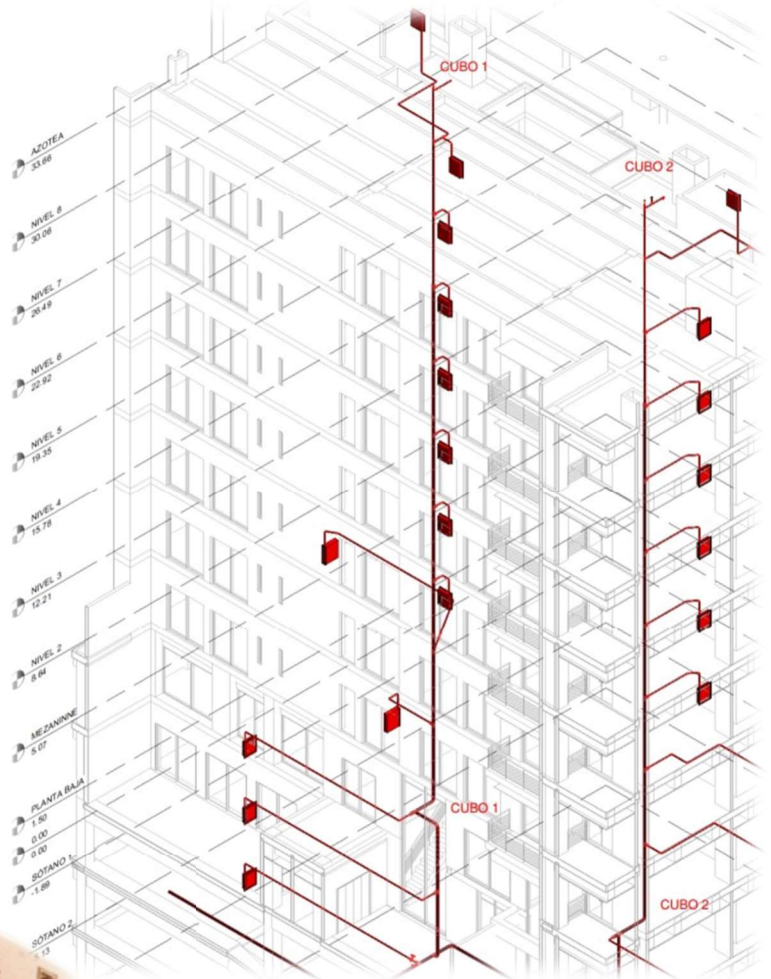 CUBO 1
CUBO 2
AZOTEA
33.66
NIVEL 8
30.06
NIVEL 7
26.49
NIVEL 6
22.92
NIVEL 5
19.35
NIVEL 4
15.78
NIVEL 3
12.21
NIVEL 2
8.64
MEZANINNE
5.07
PLANTA BAJA
1.50
0.00
0.00
CUBO 1
SÓTANO 1
-1.89
CUBO 2
SÓTANO 2